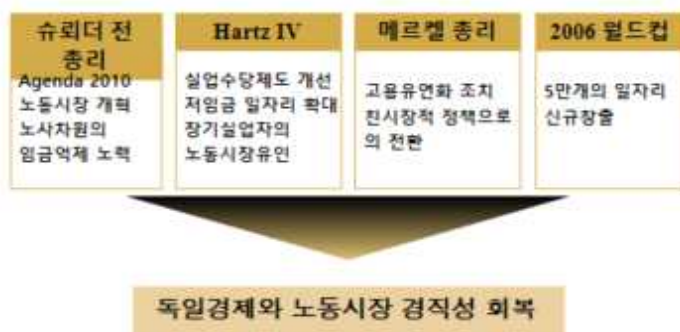 슈뢰더 전
총리
Agenda 2010
노동시장 개혁
노사차원의
임금억제 노력
Hartz IV
실업수당제도 개선
저임금 일자리 확대
장기실업자의
노동시장유인
메르켈 총리
고용유연화 조치
친시장적 정책으로
의 전환
2006 월드컵
5만개의 일자리
신규창출
독일경제와 노동시장 경직성 회복